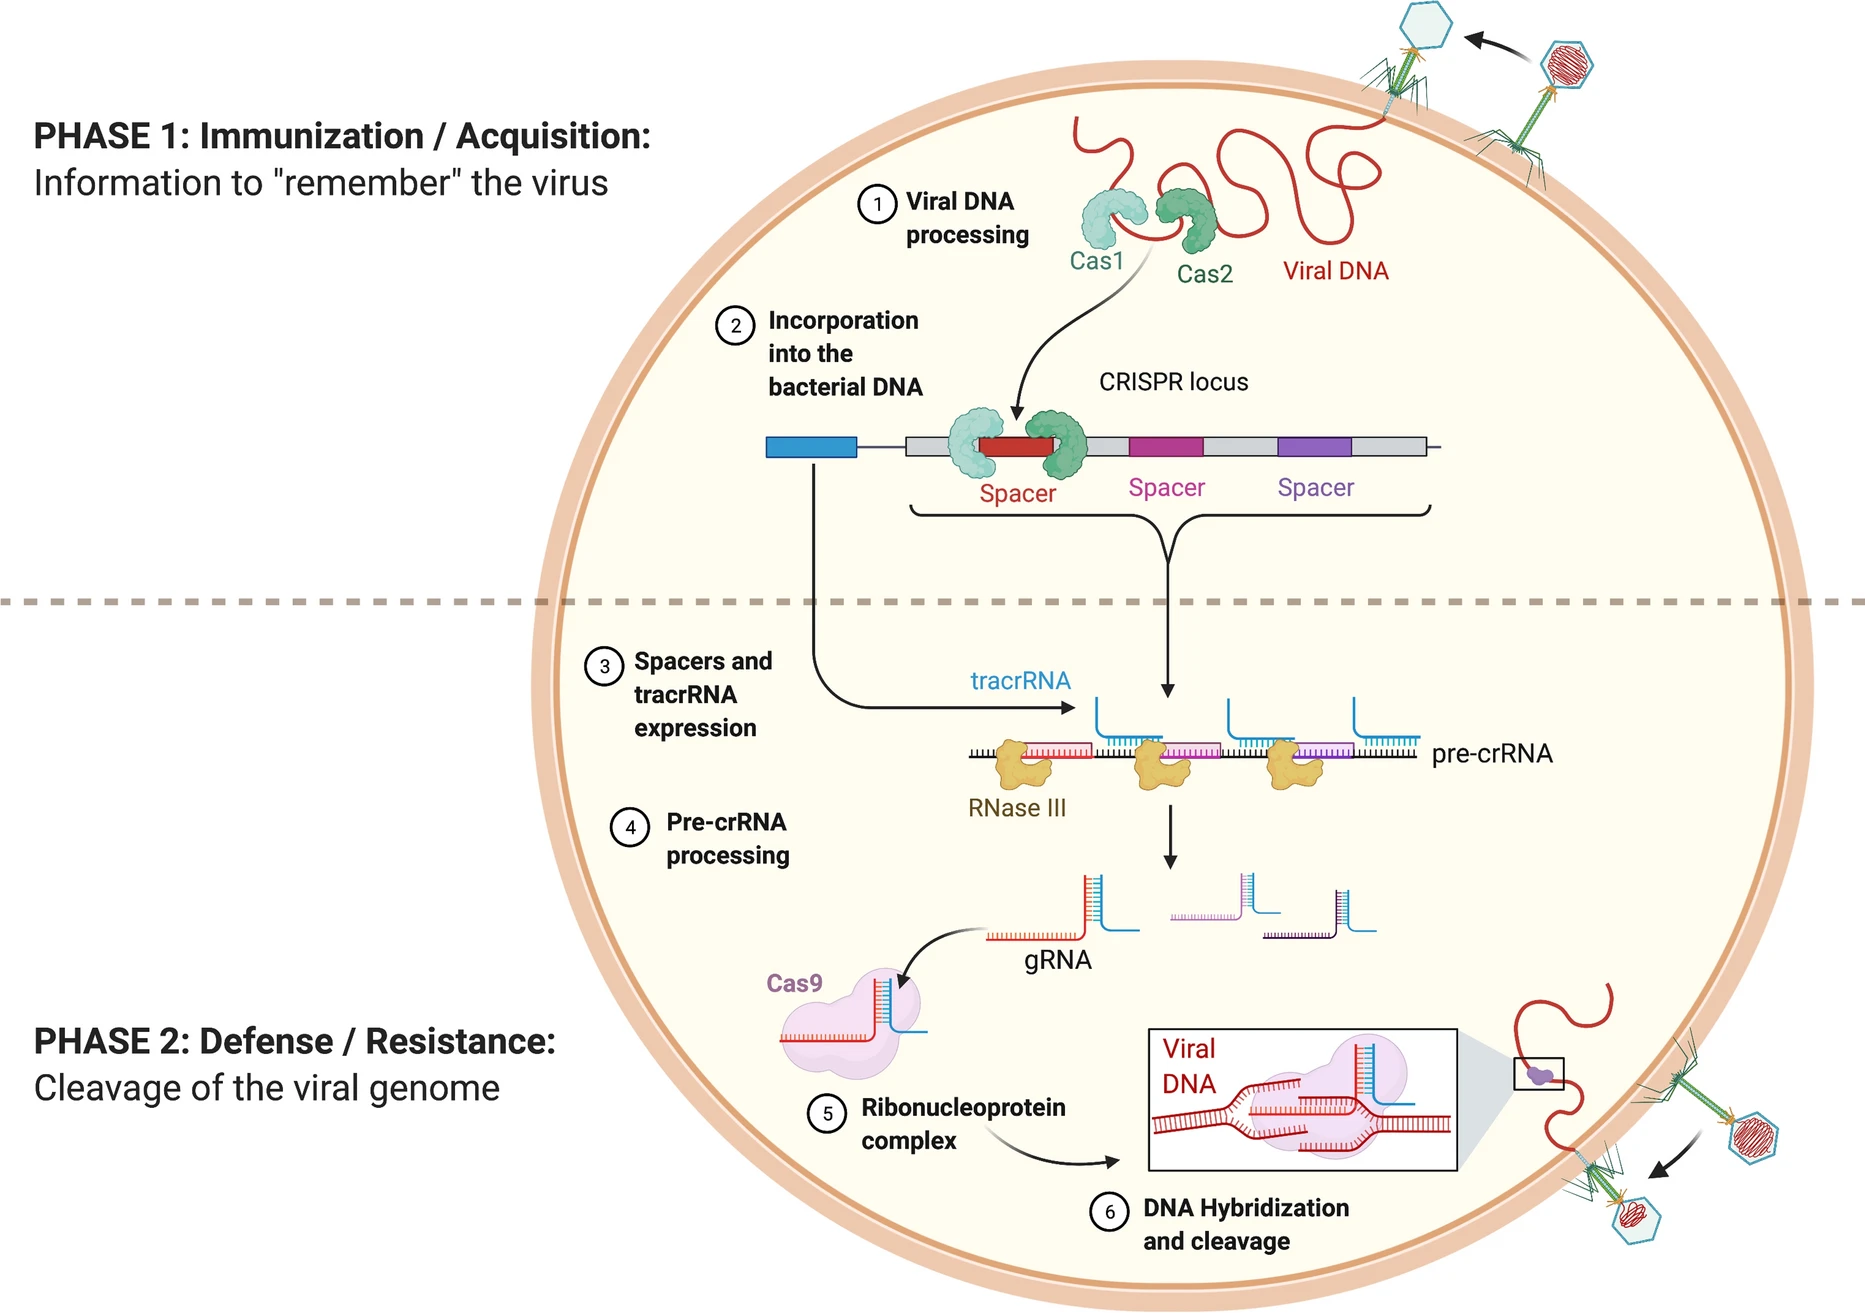 PHASE 1: Immunization / Acquisition:
Information to "remember" the virus
1
Viral DNA
processing
Cas1
Cas2
Viral DNA
2
Incorporation
into the
bacterial DNA
CRISPR locus
Spacer
Spacer
Spacer
3
Spacers and
tracrRNA
expression
tracrRNA
pre-crRNA
RNase III
4
Pre-crRNA
processing
gRNA
Cas9
PHASE 2: Defense / Resistance:
Cleavage of the viral genome
Viral
DNA
5
Ribonucleoprotein
complex
6
DNA Hybridization
and cleavage